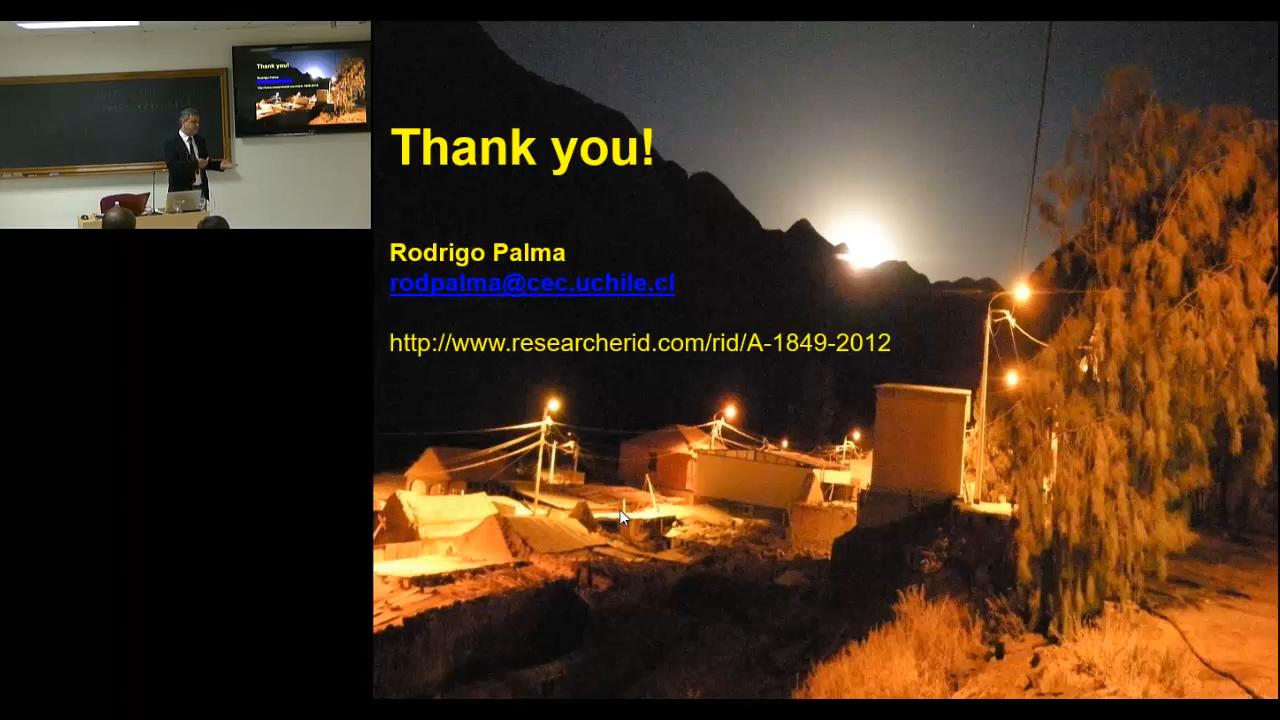 Thank you!
Rodrigo Palma
rodpalma@cec.uchile.cl
http://www.researcherid.com/rid/A-1849-2012